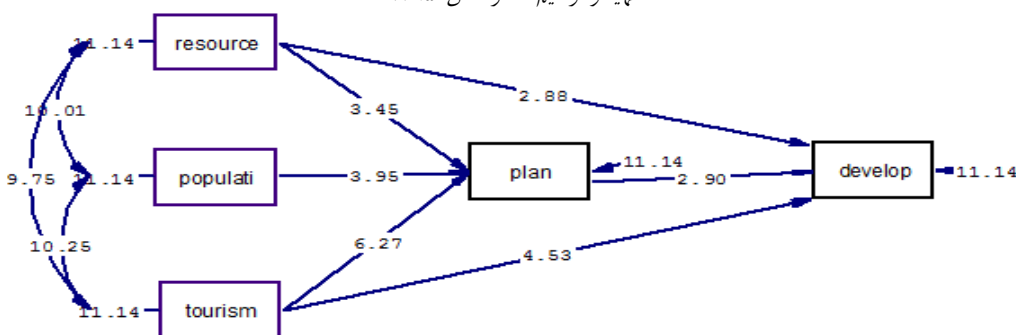 11.14 resource
2.88
10.01 3.45
9.75 11.14 populati 3.95 plan 11.14 2.90 develop 11.14
10.25 6.27 4.53
11.14 tourism